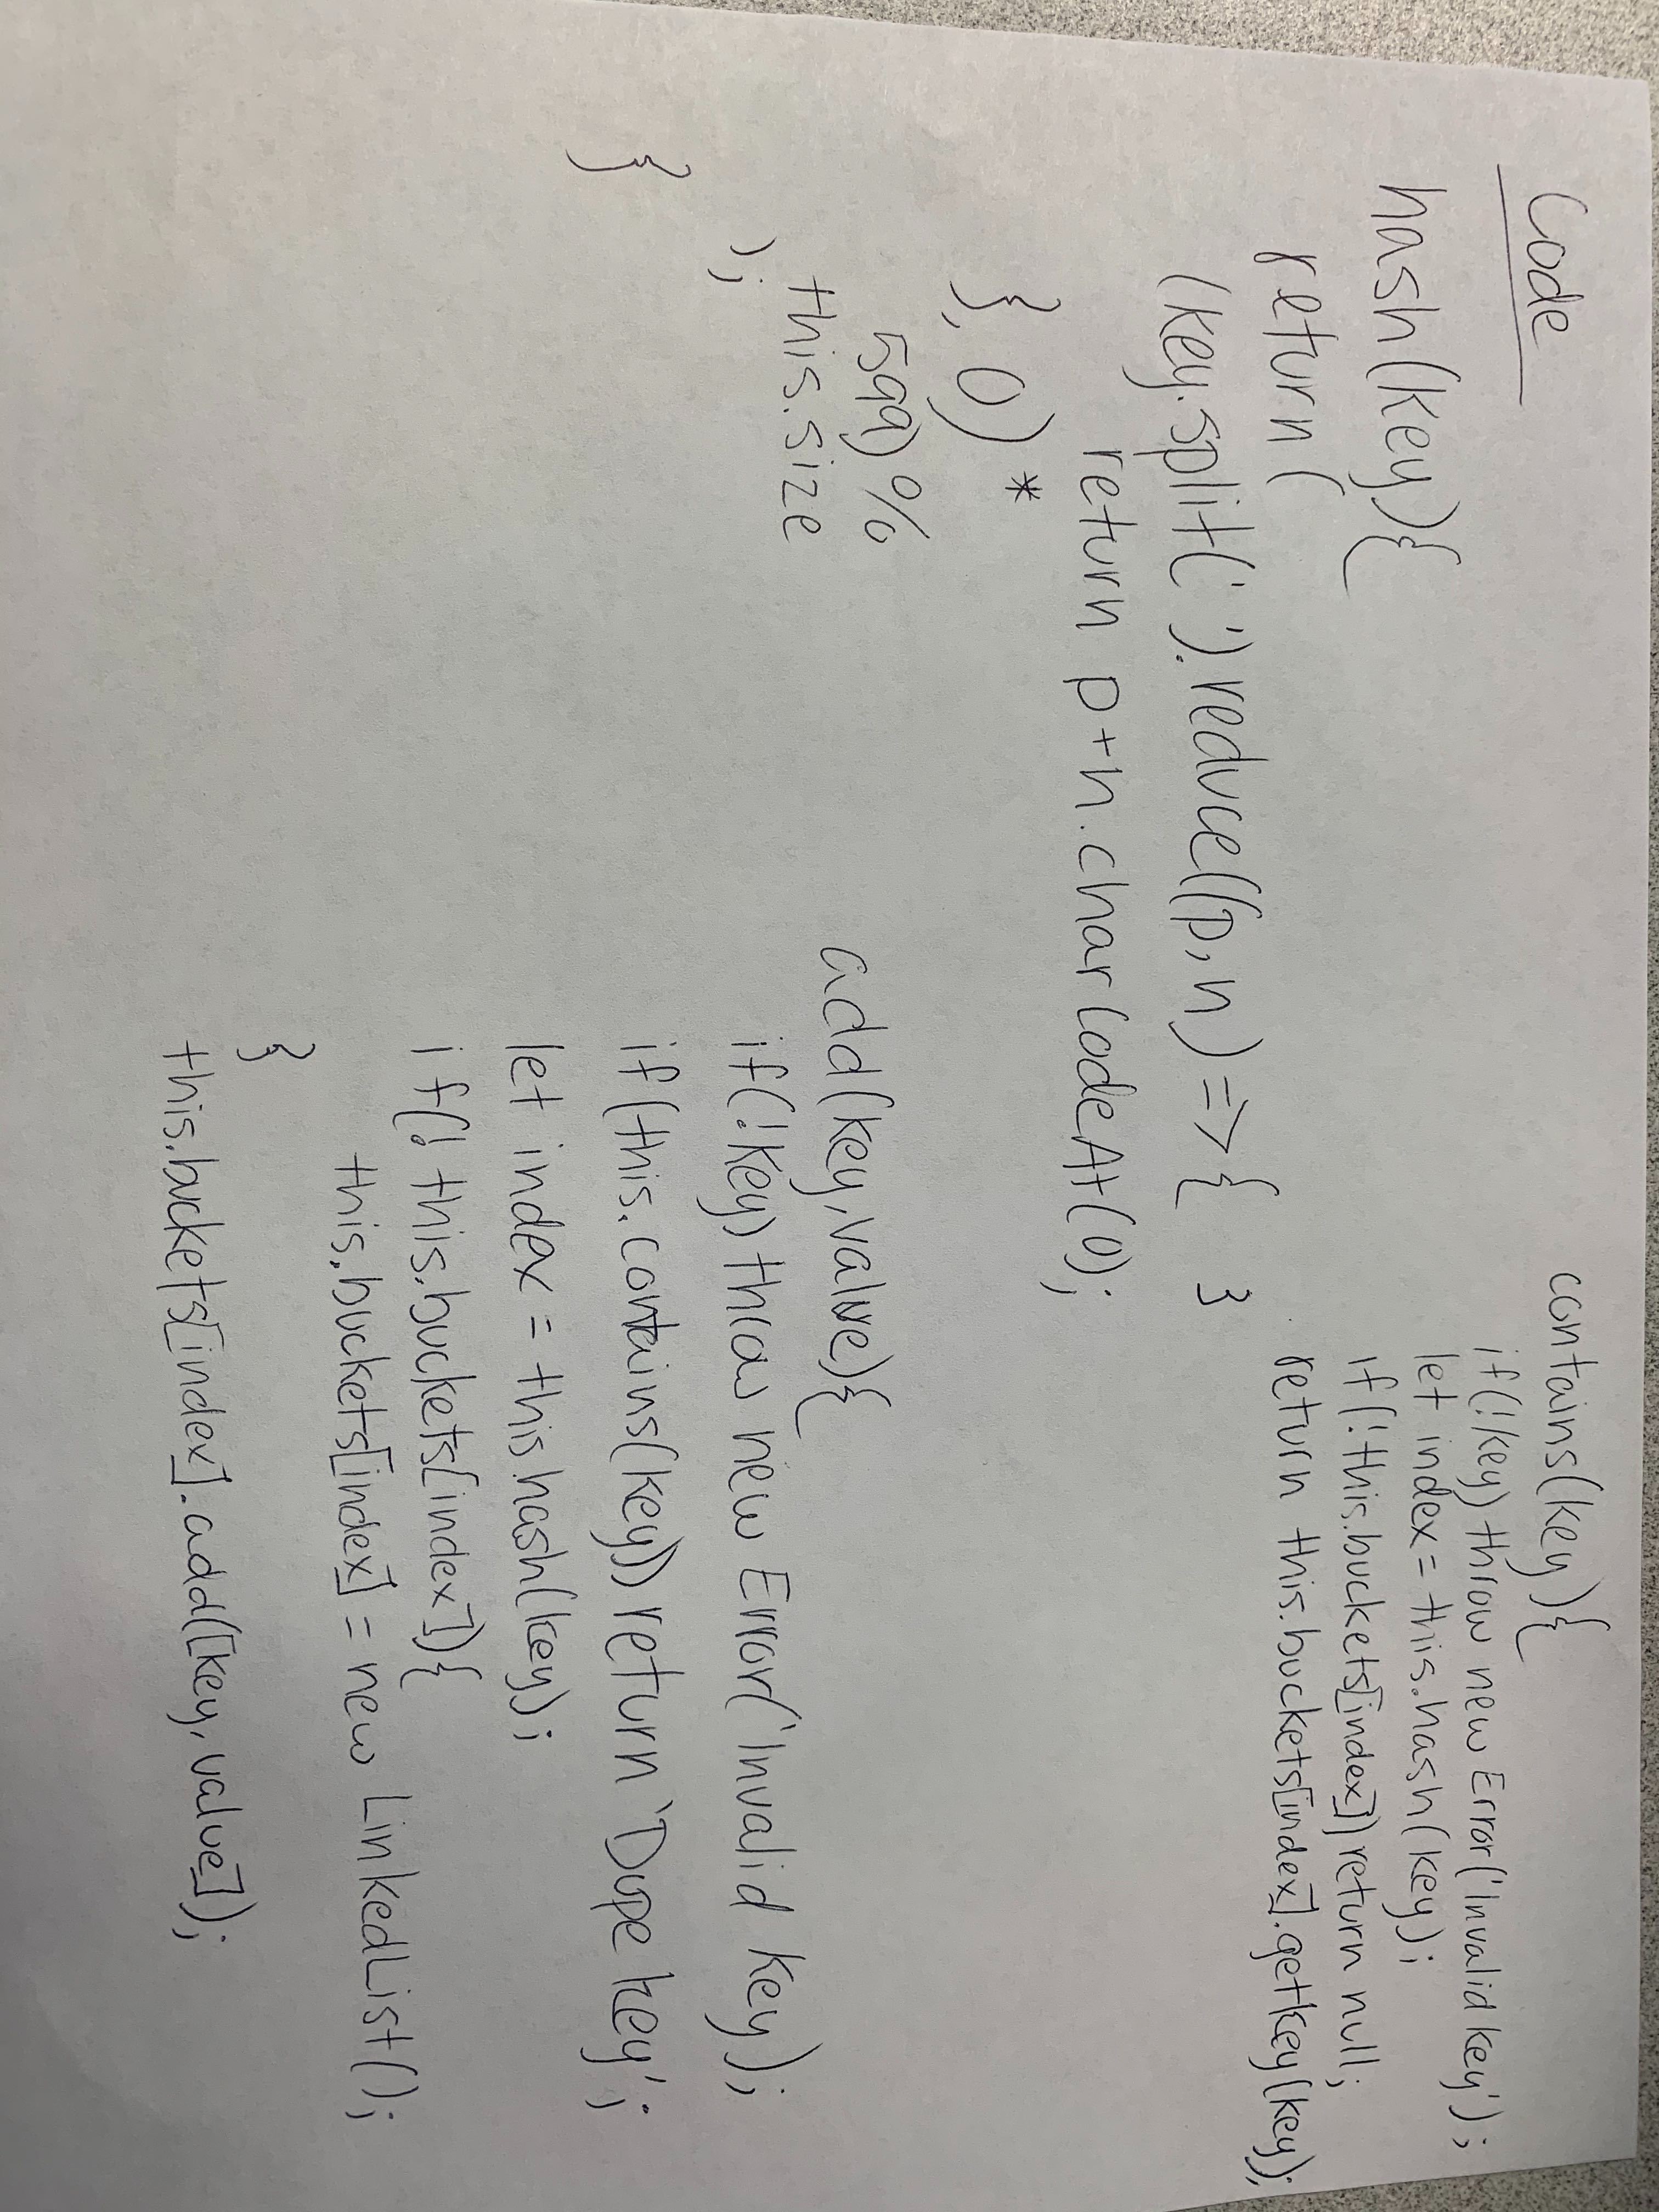 Code
hash(key){
return(
(key.split('').reduce((p,n)=>{
return p+n.charCodeAt(0);
},0)*
599)%
this.size
);
}
contains(key){
if(!key)throw new Error('Invalid key');
let index=this.hash(key);
if(!this.buckets[index])return null;
return this.buckets[index].getKey(key);
}
add(key,value){
if(!key)throw new Error('Invalid key);
if(this.contains(key))return 'Dupe key';
let index=this.hash(key);
if(!this.buckets[index]){
this.buckets[index]=new LinkedList();
}
this.buckets[index].add([key,value]);